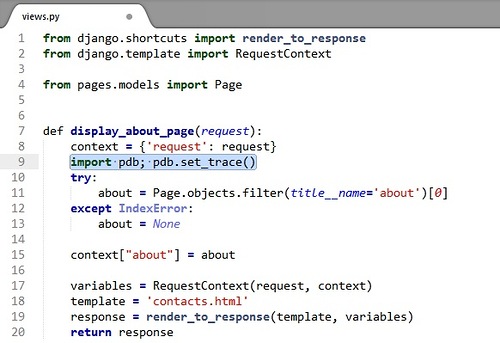 views.py
1 from django.shortcuts import render_to_response
2 from django.template import RequestContext
3
4 from pages.models import Page
5
6
7 def display_about_page(request):
8     context = {'request': request}
9     import pdb; pdb.set_trace()
10     try:
11         about = Page.objects.filter(title__name='about')[0]
12     except IndexError:
13         about = None
14
15     context["about"] = about
16
17     variables = RequestContext(request, context)
18     template = 'contacts.html'
19     response = render_to_response(template, variables)
20     return response